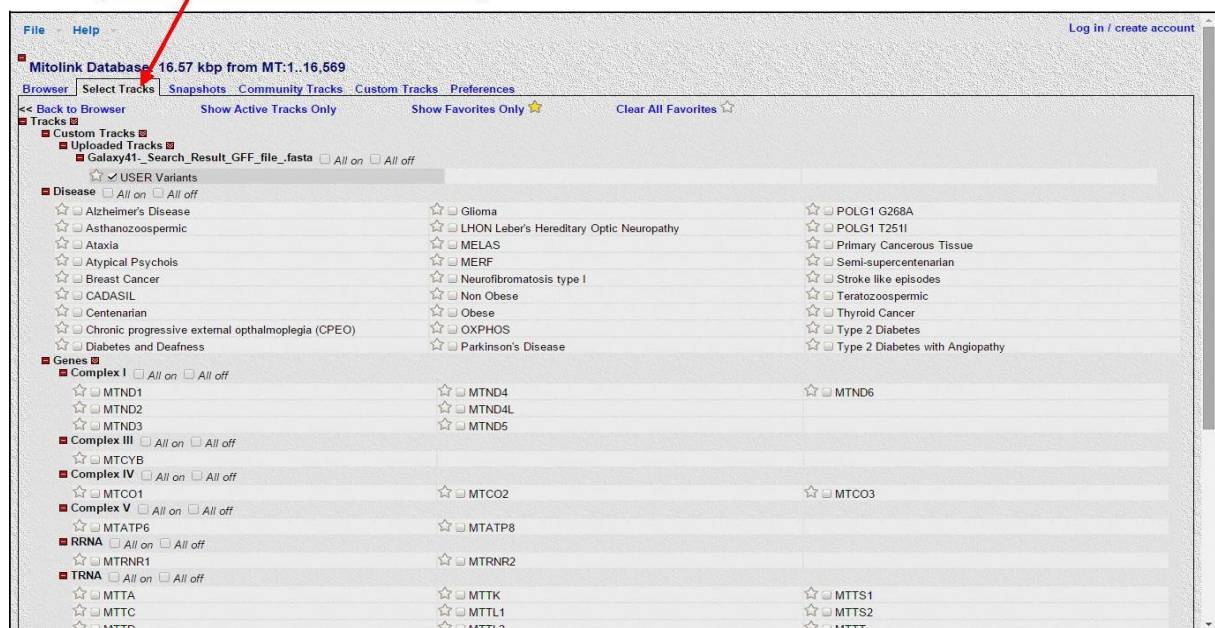 File Help Log in / create account
Mitolink Database: 16.57 kbp from MT:1..16,569
Browser Select Tracks Snapshots Community Tracks Custom Tracks Preferences
<< Back to Browser Show Active Tracks Only Show Favorites Only Clear All Favorites
Tracks
Custom Tracks
Uploaded Tracks
Galaxy41-_Search_Result_GFF_file_.fasta All on All off
USER Variants
Disease All on All off
Alzheimer's Disease Glioma POLG1 G268A
Asthanozoospermic LHON Leber's Hereditary Optic Neuropathy POLG1 T251I
Ataxia MELAS Primary Cancerous Tissue
Atypical Psychois MERF Semi-supercentenarian
Breast Cancer Neurofibromatosis type I Stroke like episodes
CADASIL Non Obese Teratozoospermic
Centenarian Obese Thyroid Cancer
Chronic progressive external opthalmoplegia (CPEO) OXPHOS Type 2 Diabetes
Diabetes and Deafness Parkinson's Disease Type 2 Diabetes with Angiopathy
Genes
Complex I All on All off
MTND1 MTND4 MTND6
MTND2 MTND4L
MTND3 MTND5
Complex III All on All off
MTCYB
Complex IV All on All off
MTCO1 MTCO2 MTCO3
Complex V All on All off
MTATP6 MTATP8
RRNA All on All off
MTRNR1 MTRNR2
TRNA All on All off
MTTA MTTK MTTS1
MTTC MTTL1 MTTS2
MTTD MTTL2 MTTT